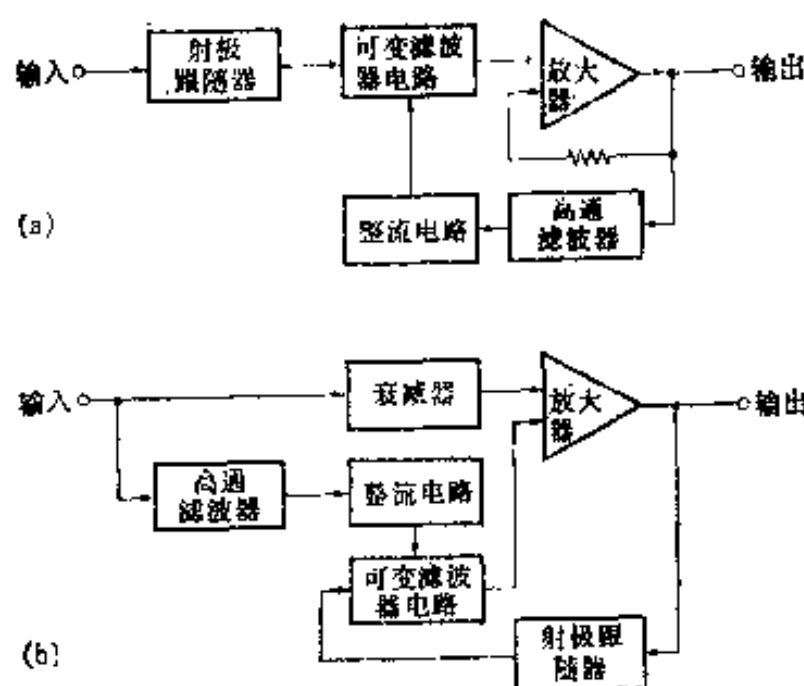 输入
射极
跟随器
可变滤波
器电路
放大
器
输出
整流电路
高通
滤波器
(a)
输入
衰减器
放大
器
输出
高通
滤波器
整流电路
可变滤波
器电路
射极跟
随器
(b)